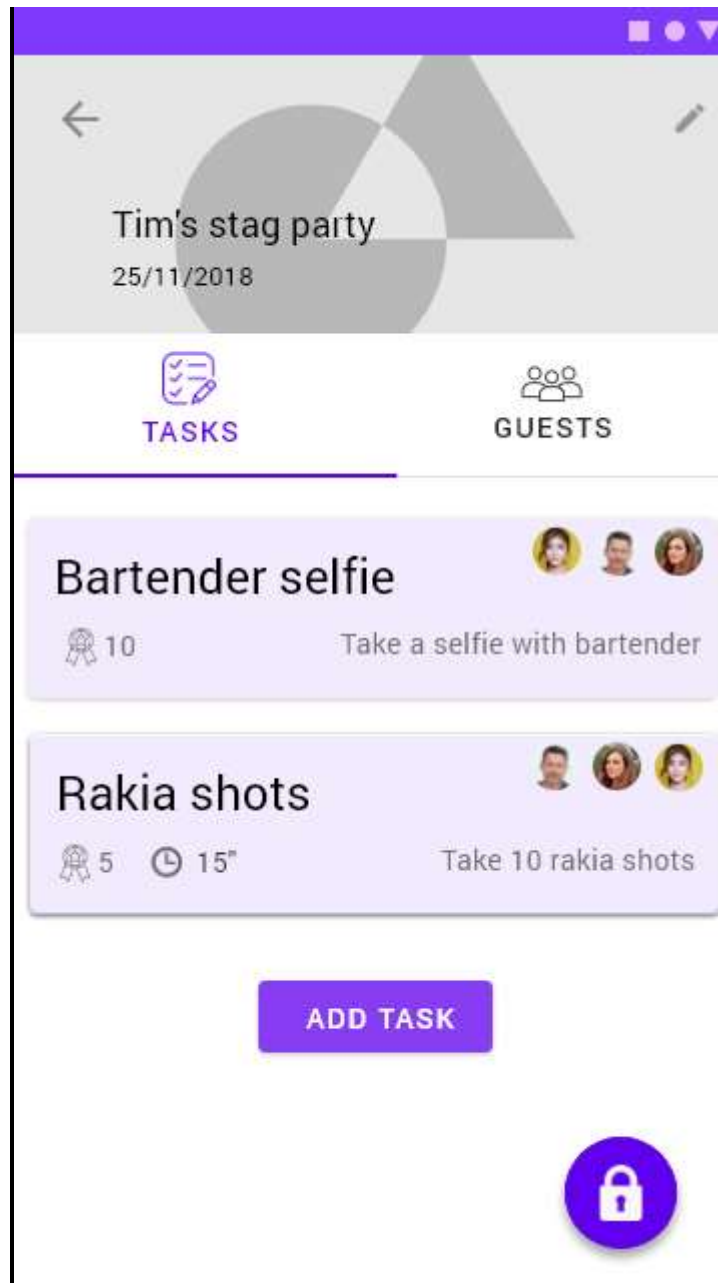 Tim's stag party
25/11/2018
TASKS
GUESTS
Bartender selfie
10
Take a selfie with bartender
Rakia shots
5
15"
Take 10 rakia shots
ADD TASK